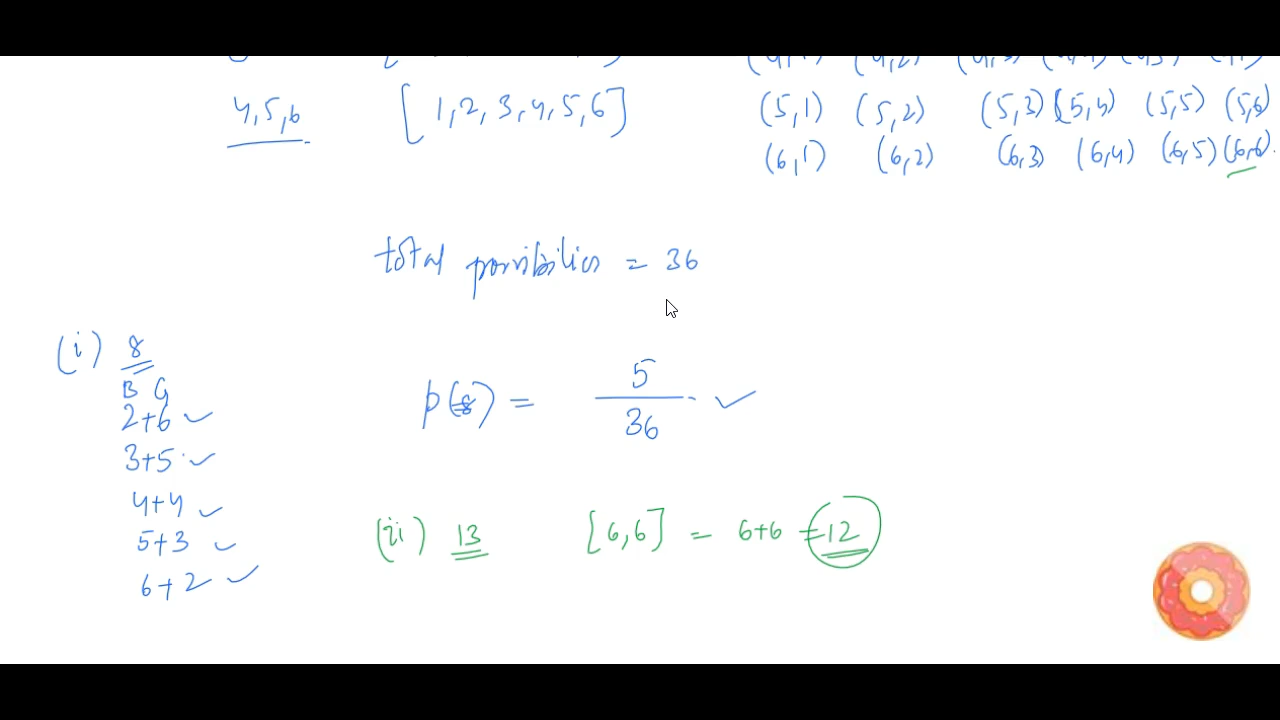 4,5,6 [1,2,3,4,5,6] (5,1) (5,2) (5,3) (5,4) (5,5) (5,6)
(6,1) (6,2) (6,3) (6,4) (6,5) (6,6).
total possibilies = 36
(i) 8
B G
2+6 ✓
3+5 ✓
4+4 ✓
5+3 ✓
6+2 ✓
p(8) = 5/36 ✓
(ii) 13 [6,6] = 6+6 = 12